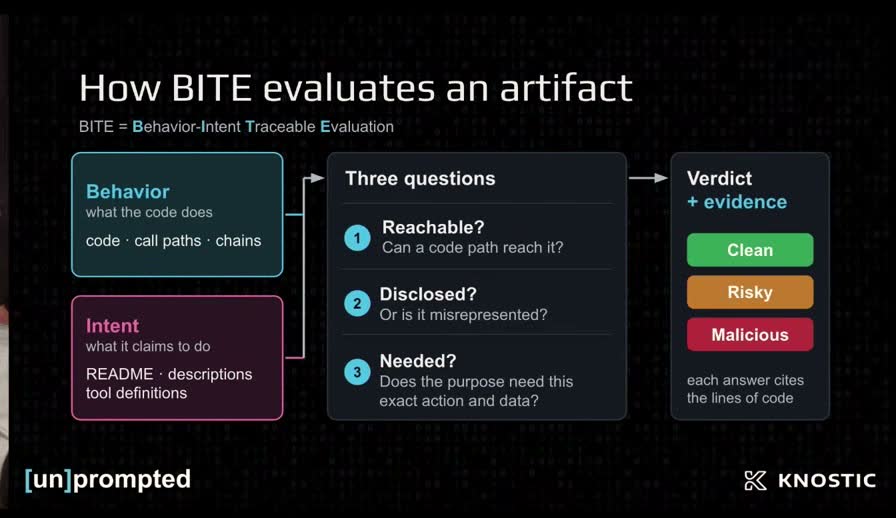 How BITE evaluates an artifact
BITE = Behavior-Intent Traceable Evaluation
Behavior
what the code does
code · call paths · chains
Intent
what it claims to do
README · descriptions
tool definitions
Three questions
1
Reachable?
Can a code path reach it?
2
Disclosed?
Or is it misrepresented?
3
Needed?
Does the purpose need this
exact action and data?
Verdict
+ evidence
Clean
Risky
Malicious
each answer cites
the lines of code
[un]prompted
KNOSTIC